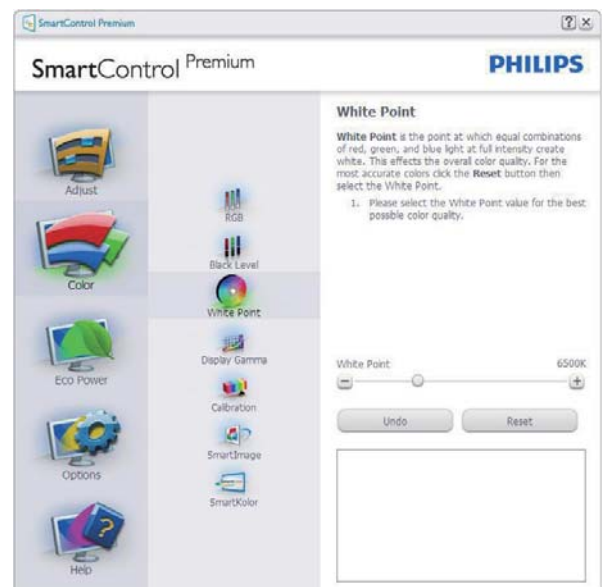 SmartControl Premium
SmartControl Premium
PHILIPS
Adjust
Color
Eco Power
Options
Help
RGB
Black Level
White Point
Display Gamma
Calibration
SmartImage
SmartKolor
White Point
White Point is the point at which equal combinations
of red, green, and blue light at full intensity create
white. This effects the overall color quality. For the
most accurate colors click the Reset button then
select the White Point.
1. Please select the White Point value for the best
possible color quality.
White Point 6500K
Undo Reset